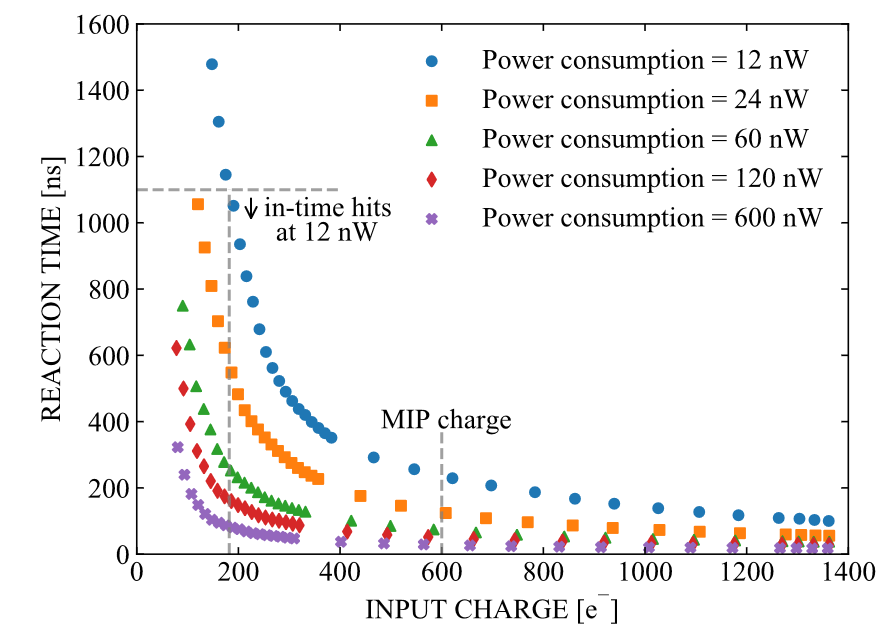 1600
1400
1200
1000
800
600
400
200
0
REACTION TIME [ns]
Power consumption = 12 nW
Power consumption = 24 nW
Power consumption = 60 nW
Power consumption = 120 nW
Power consumption = 600 nW
↓ in-time hits
at 12 nW
MIP charge
0 200 400 600 800 1000 1200 1400
INPUT CHARGE [e⁻]